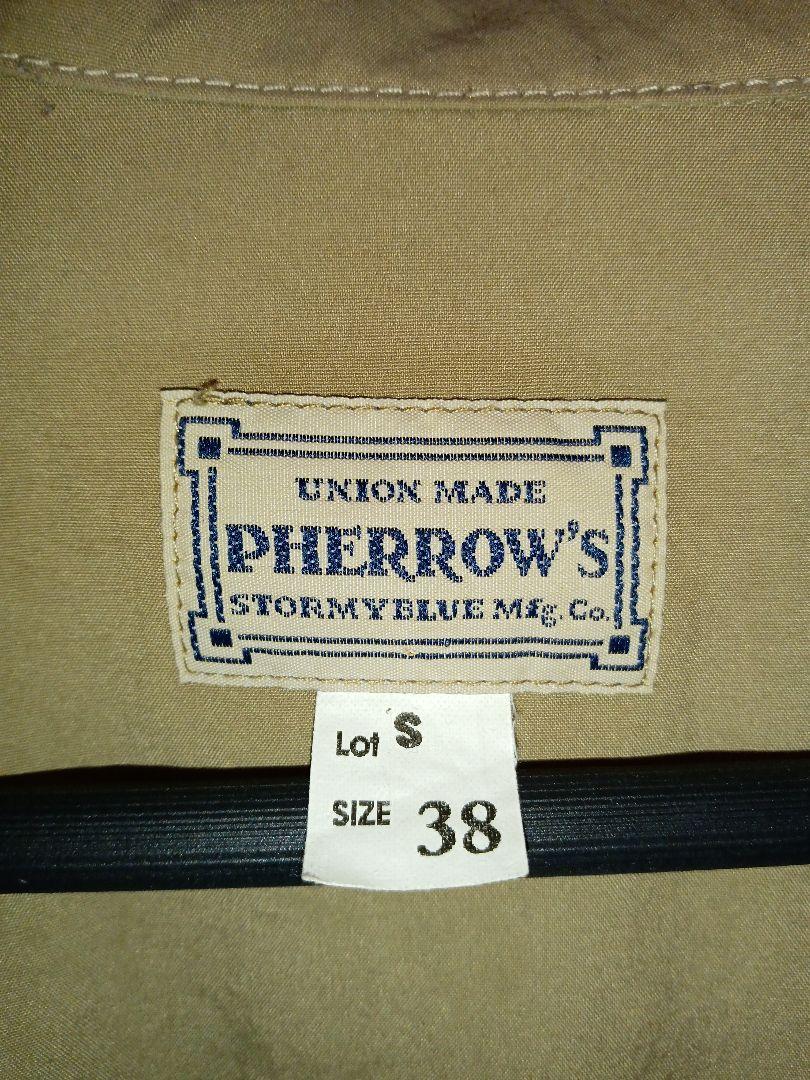 UNION MADE
PHERROW'S
STORMYBLUE Mfg. Co.
Lot S
SIZE 38